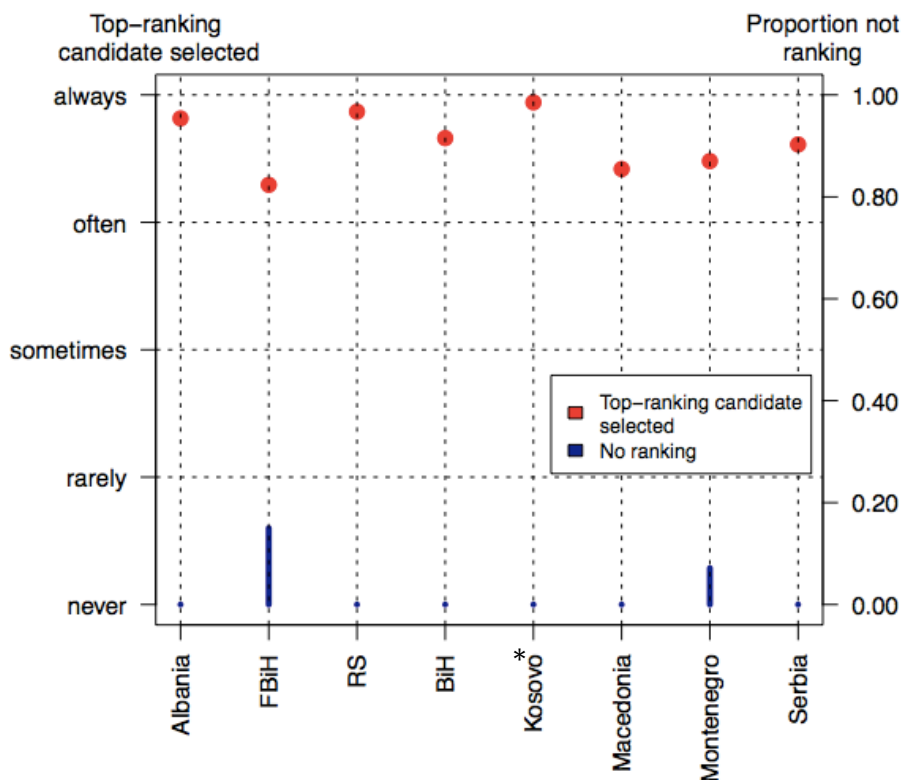 Top-ranking
candidate selected
Proportion not
ranking
always
often
sometimes
rarely
never
1.00
0.80
0.60
0.40
0.20
0.00
Top-ranking candidate
selected
No ranking
Albania
FBiH
RS
BiH
*Kosovo
Macedonia
Montenegro
Serbia